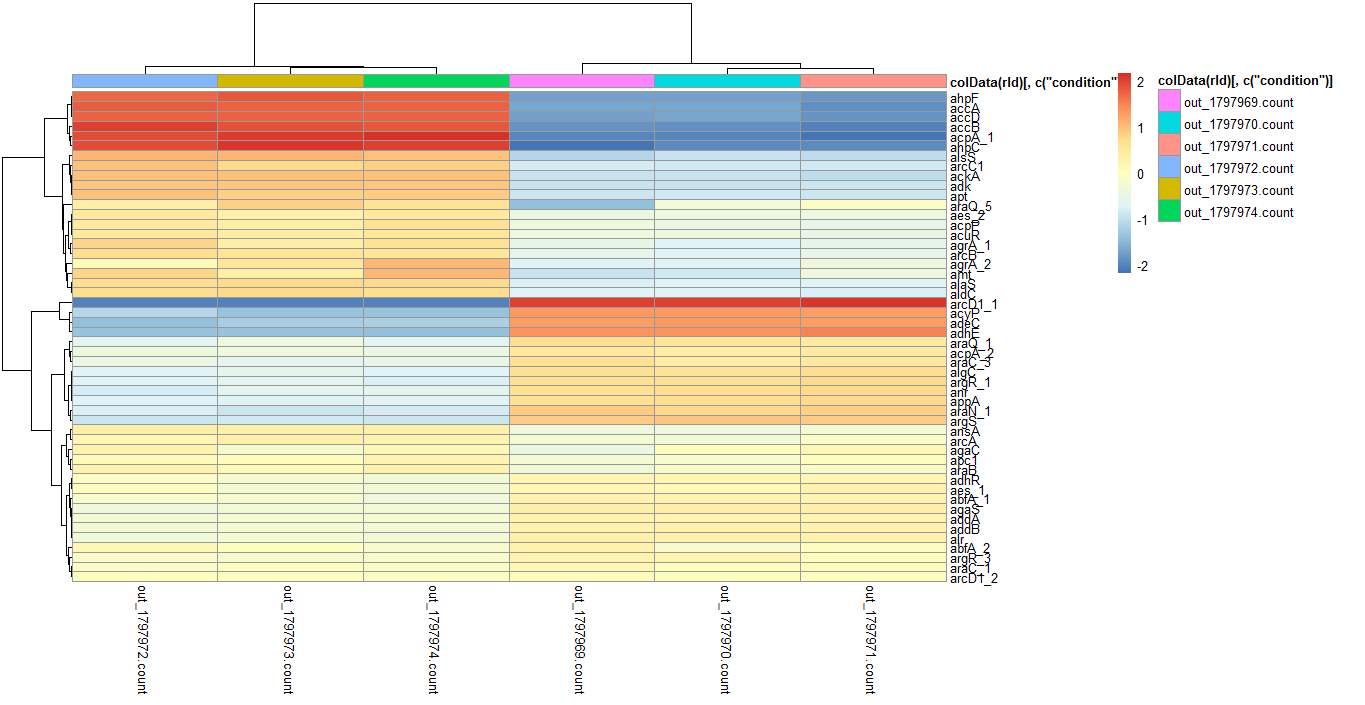 colData(rld)[, c("condition"
colData(rld)[, c("condition")]
2
1
0
-1
-2
out_1797969.count
out_1797970.count
out_1797971.count
out_1797972.count
out_1797973.count
out_1797974.count
ahpF
accA
accD
accB
acpA_1
ahpC
alsS
arcC1
ackA
adk
apt
araQ_5
aes_2
acpP
acuR
agrA_1
arcB
agrA_2
amt
alaS
aldC
arcD1_1
acyP
aqeC
adhE
araQ_1
acpA_2
araC_3
algC
argR_1
anr
appA
araN_1
argS
ansA
arcA
agaC
apc1
araB
adhR
aes_1
abfA_1
agaS
addA
addB
alr
abfA_2
argR_3
araC_1
arcD1_2
out_1797972.count
out_1797973.count
out_1797974.count
out_1797969.count
out_1797970.count
out_1797971.count